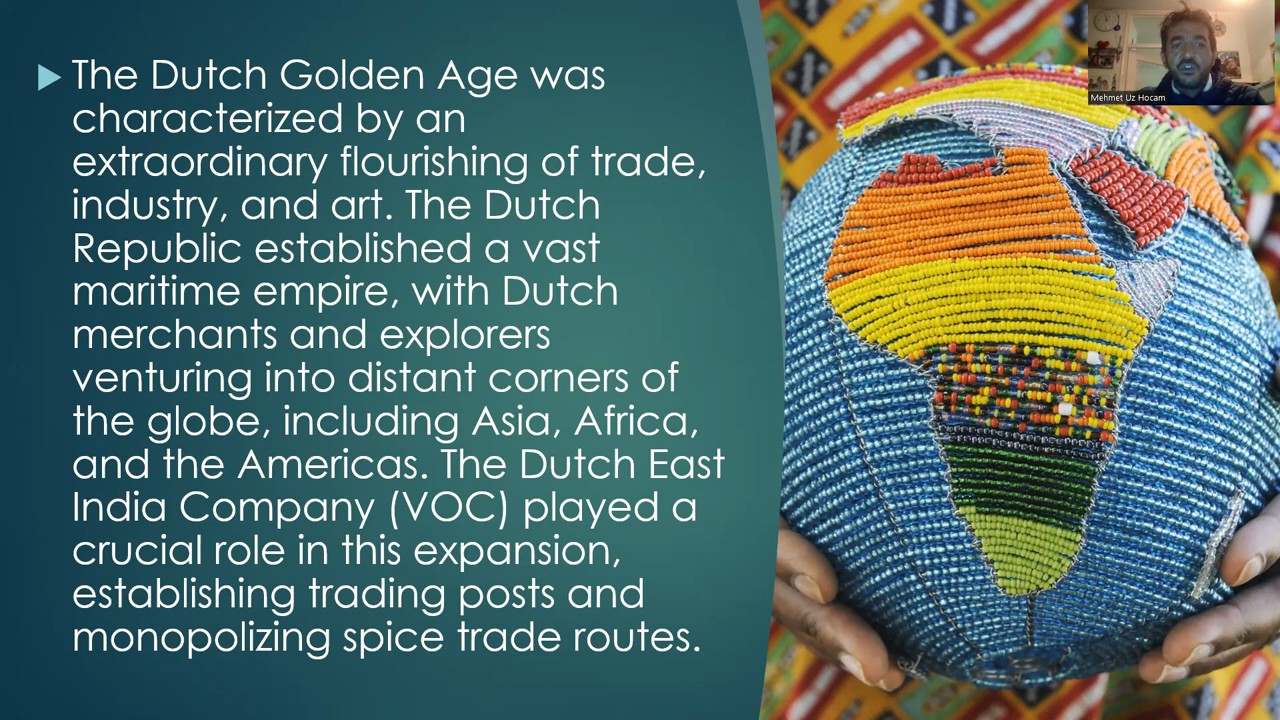 The Dutch Golden Age was
characterized by an
extraordinary flourishing of trade,
industry, and art. The Dutch
Republic established a vast
maritime empire, with Dutch
merchants and explorers
venturing into distant corners of
the globe, including Asia, Africa,
and the Americas. The Dutch East
India Company (VOC) played a
crucial role in this expansion,
establishing trading posts and
monopolizing spice trade routes.
Mehmet Uz Hocam